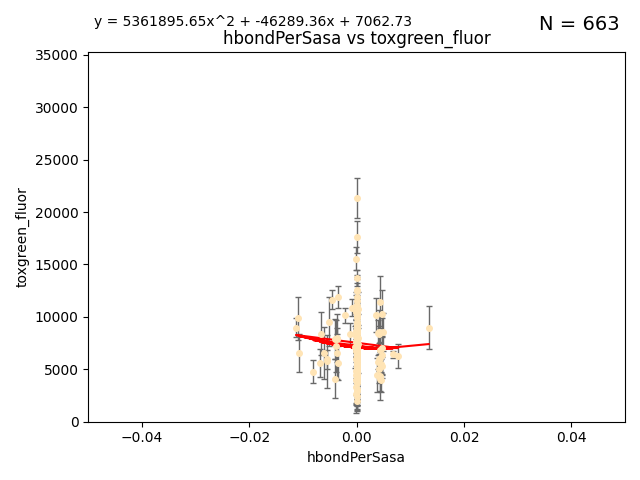 y = 5361895.65x^2 + -46289.36x + 7062.73
N = 663
hbondPerSasa vs toxgreen_fluor
35000
30000
25000
20000
15000
10000
5000
0
toxgreen_fluor
−0.04
−0.02
0.00
0.02
0.04
hbondPerSasa